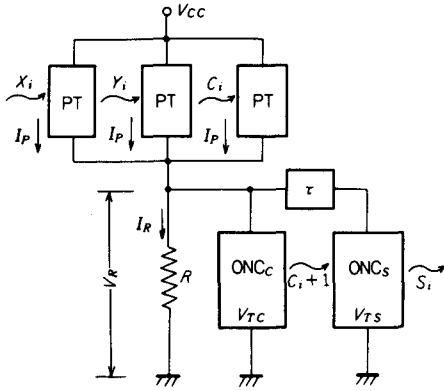 VCC
Xi PT Yi PT Ci PT
IP IP IP
τ
IR
VR R ONCC Ci+1 ONCS Si
VTC VTS